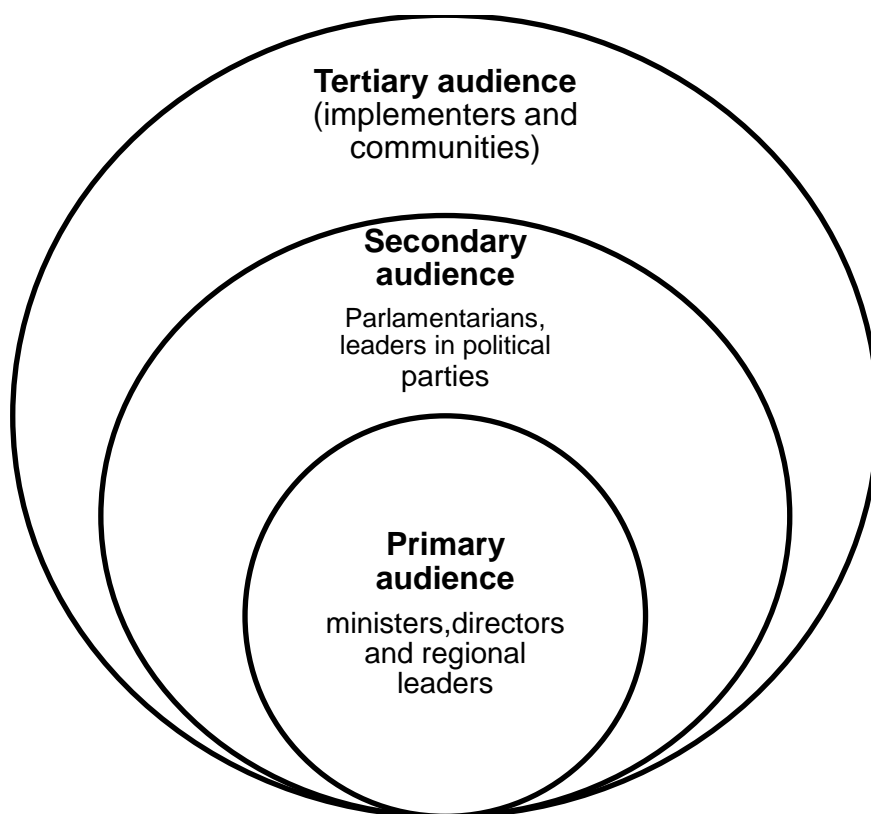 Tertiary audience
(implementers and
communities)
Secondary
audience
Parlamentarians,
leaders in political
parties
Primary
audience
ministers,directors
and regional
leaders